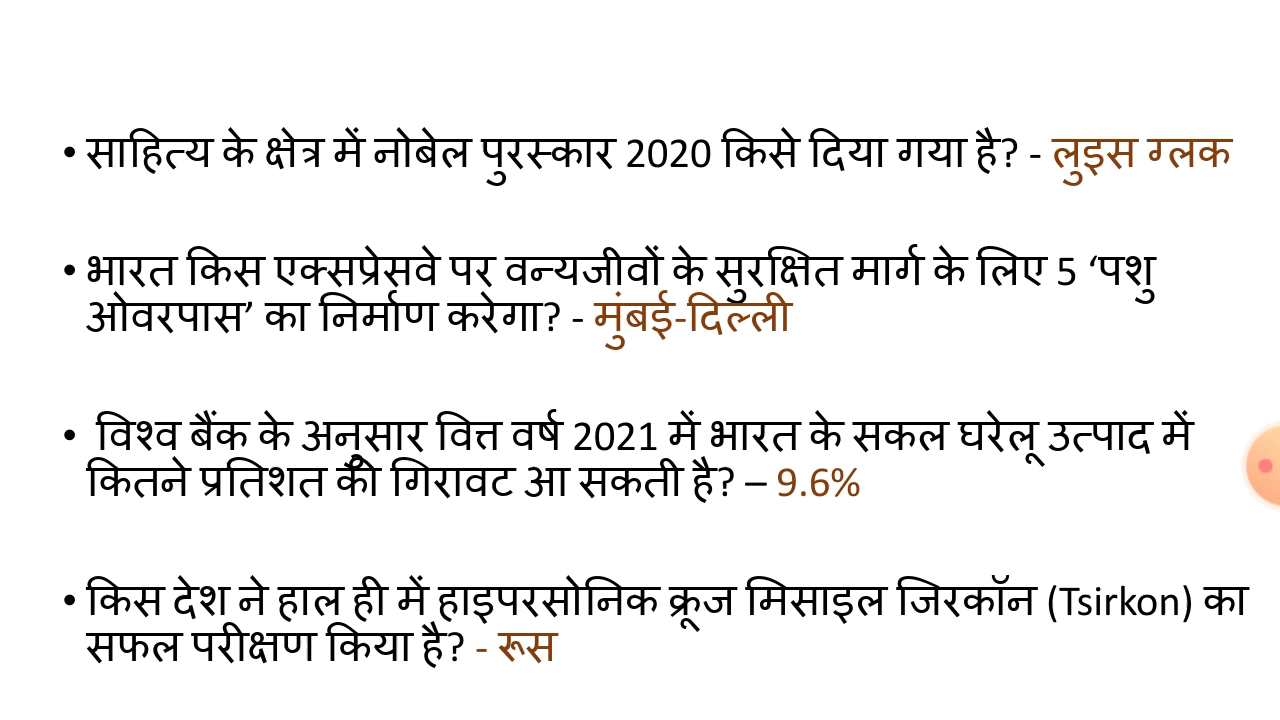 • साहित्य के क्षेत्र में नोबेल पुरस्कार 2020 किसे दिया गया है? - लुइस ग्लक
• भारत किस एक्सप्रेसवे पर वन्यजीवों के सुरक्षित मार्ग के लिए 5 ‘पशु
ओवरपास’ का निर्माण करेगा? - मुंबई-दिल्ली
• विश्व बैंक के अनुसार वित्त वर्ष 2021 में भारत के सकल घरेलू उत्पाद में
कितने प्रतिशत की गिरावट आ सकती है? – 9.6%
• किस देश ने हाल ही में हाइपरसोनिक क्रूज मिसाइल जिरकॉन (Tsirkon) का
सफल परीक्षण किया है? - रूस